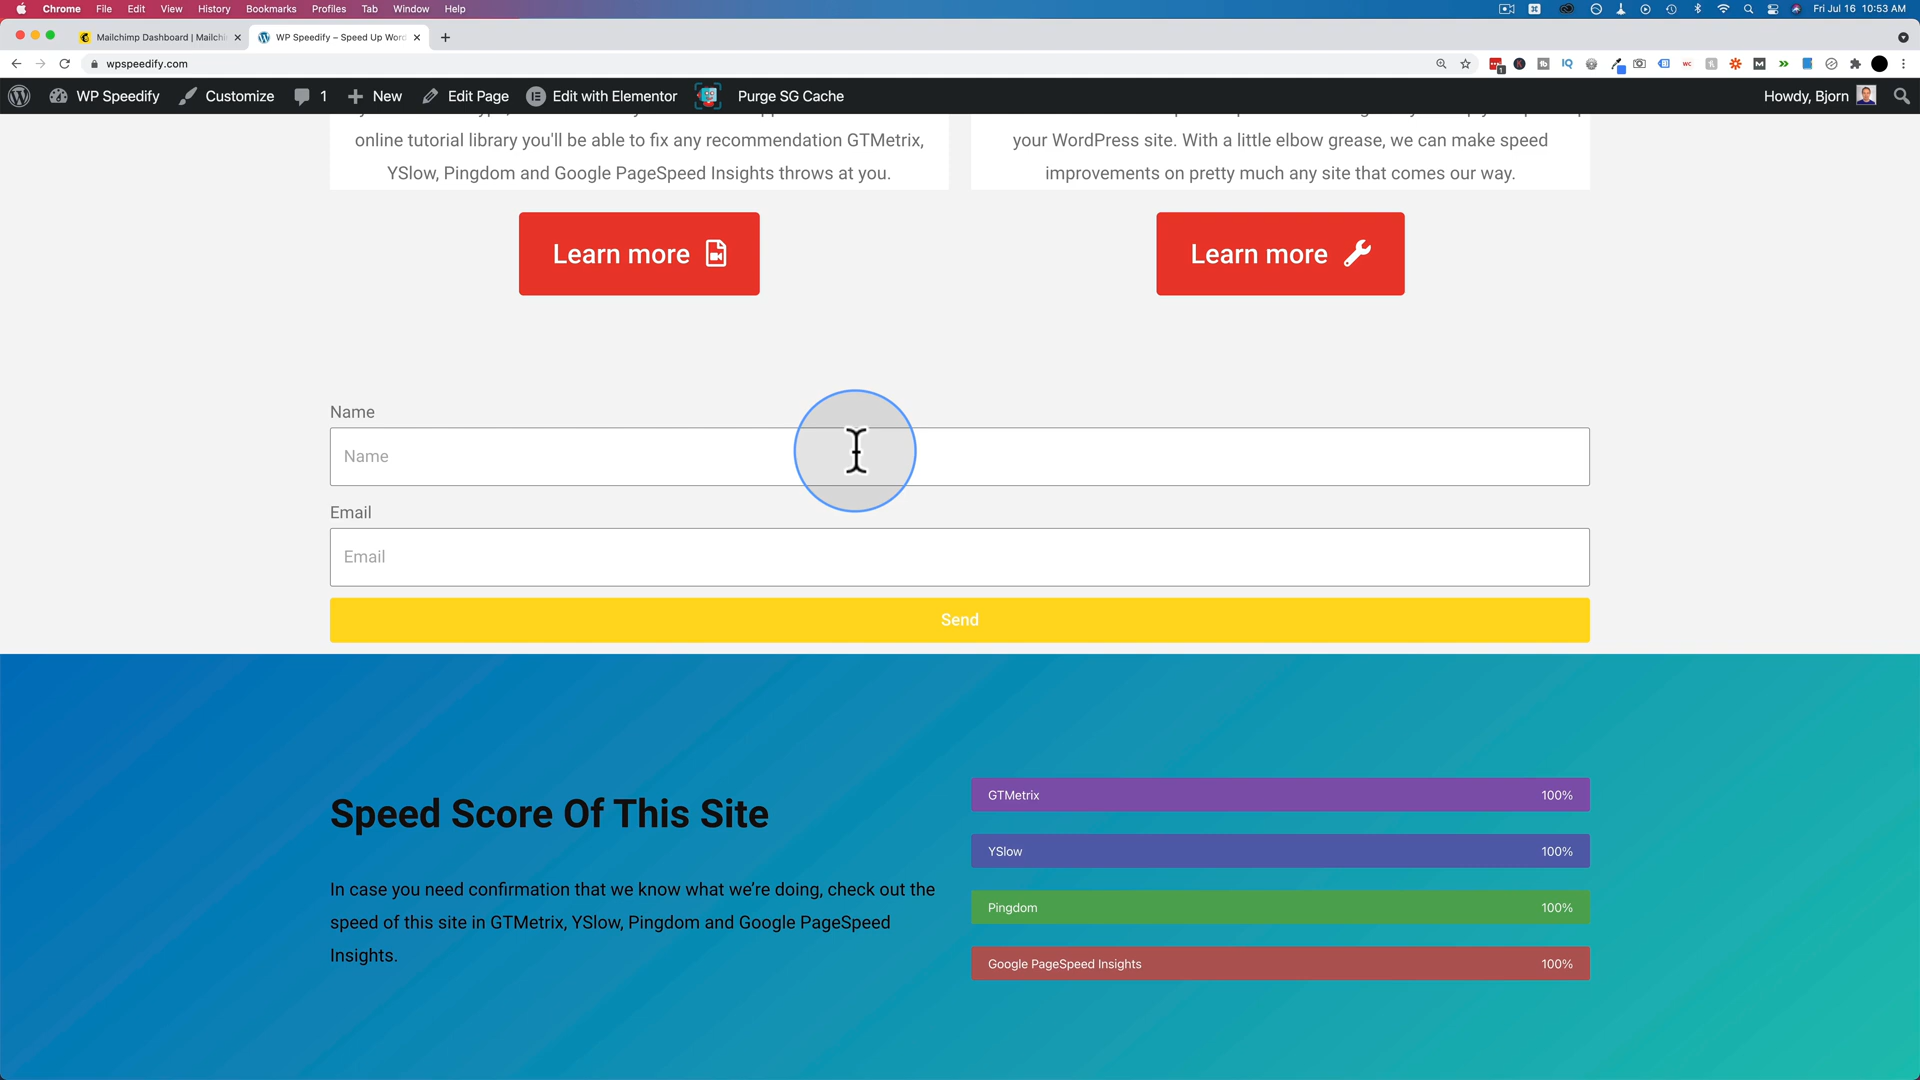 Chrome File Edit View History Bookmarks Profiles Tab Window Help
Fri Jul 16 10:53 AM
Mailchimp Dashboard | Mailchi
WP Speedify – Speed Up Word
wpspeedify.com
WP Speedify Customize 1 New Edit Page Edit with Elementor Purge SG Cache
Howdy, Bjorn
online tutorial library you'll be able to fix any recommendation GTMetrix,
YSlow, Pingdom and Google PageSpeed Insights throws at you.
your WordPress site. With a little elbow grease, we can make speed
improvements on pretty much any site that comes our way.
Learn more
Learn more
Name
Name
Email
Email
Send
Speed Score Of This Site
In case you need confirmation that we know what we're doing, check out the
speed of this site in GTMetrix, YSlow, Pingdom and Google PageSpeed
Insights.
GTMetrix 100%
YSlow 100%
Pingdom 100%
Google PageSpeed Insights 100%